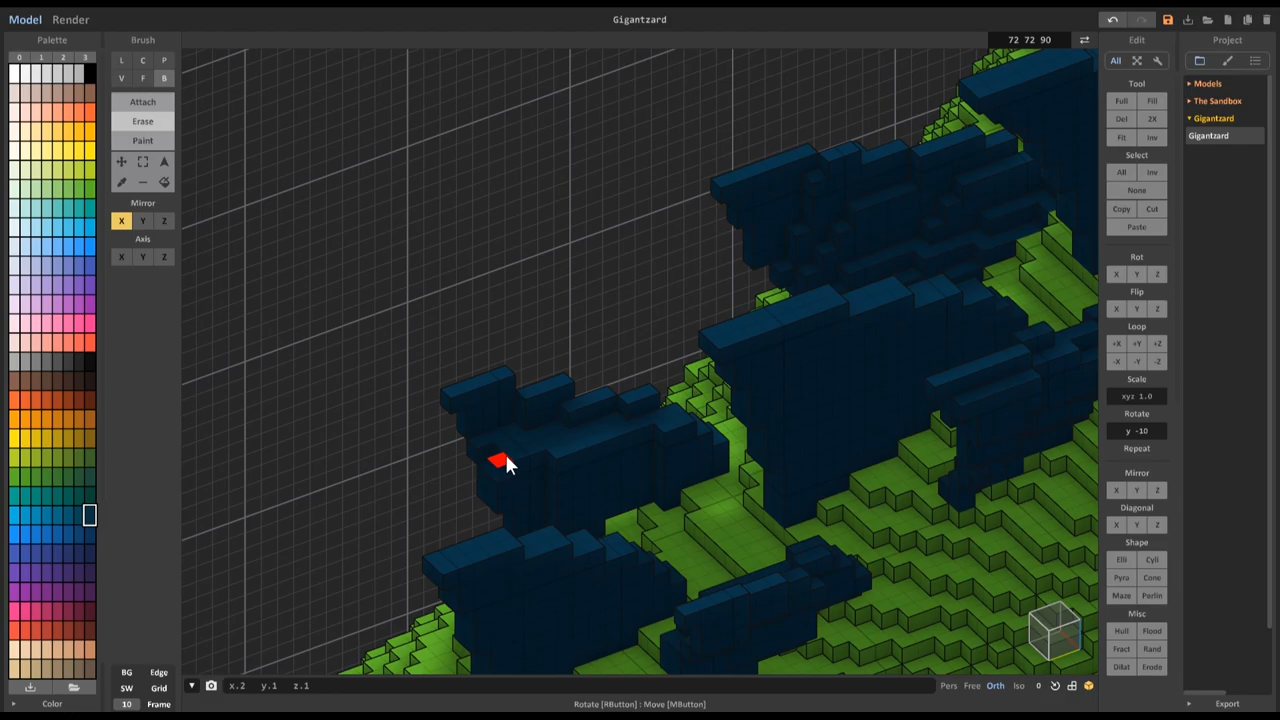 Model Render
Gigantzard
Palette
Brush
72 72 90
Edit
Project
0 1 2 3
L C P
V F B
Attach
Erase
Paint
Mirror
X Y Z
Axis
X Y Z
All
Tool
Full Fill
Del 2X
Fit Inv
Select
All Inv
None
Copy Cut
Paste
Rot
X Y Z
Flip
X Y Z
Loop
+X +Y +Z
-X -Y -Z
Scale
xyz 1.0
Rotate
y -10
Repeat
Mirror
X Y Z
Diagonal
X Y Z
Shape
Elli Cyli
Pyra Cone
Maze Perlin
Misc
Hull Flood
Fract Rand
Dilat Erode
Models
The Sandbox
Gigantzard
Gigantzard
BG Edge
SW Grid
10 Frame
Color
x.2 y.1 z.1
Pers Free Orth Iso 0
Rotate [RButton] : Move [MButton]
Export